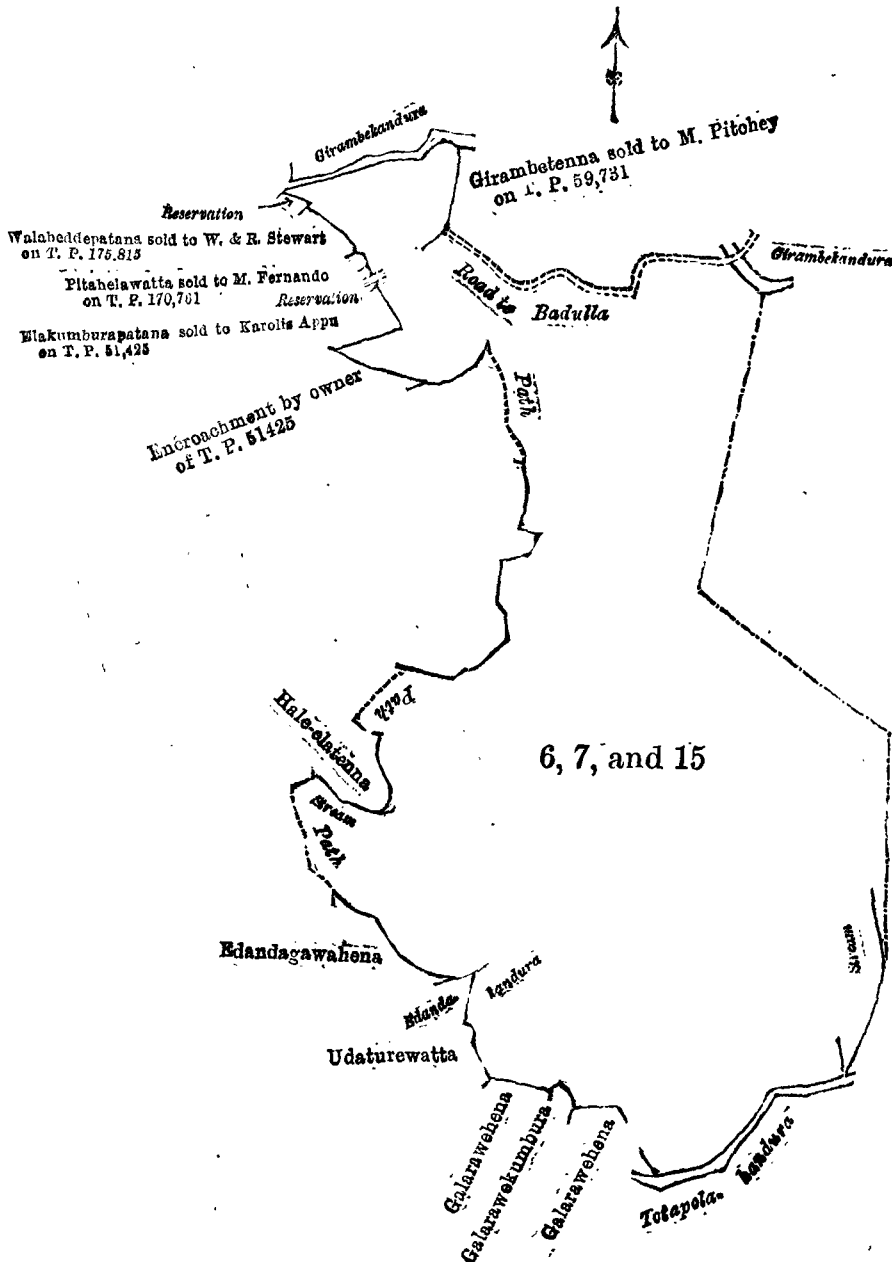 Girambekandura
Girambetenna sold to M. Pitohey
on T. P. 59,731
Reservation
Walabeddepatana sold to W. & R. Stewart
on T. P. 175,815
Pitahelawatta sold to M. Fernando
on T. P. 170,761
Reservation
Elakumburapatana sold to Karolis Appu
on T. P. 51,425
Girambekandura
Road to
Badulla
Encroachment by owner
of T. P. 51425
Path
Path
Hale-elatenna
6, 7, and 15
Stream
Path
Stream
Edandagawahena
Edanda-
kandura
Udaturewatta
Galarawehena
Galarawekumbura
Galarawehena
Totapola-
kandura